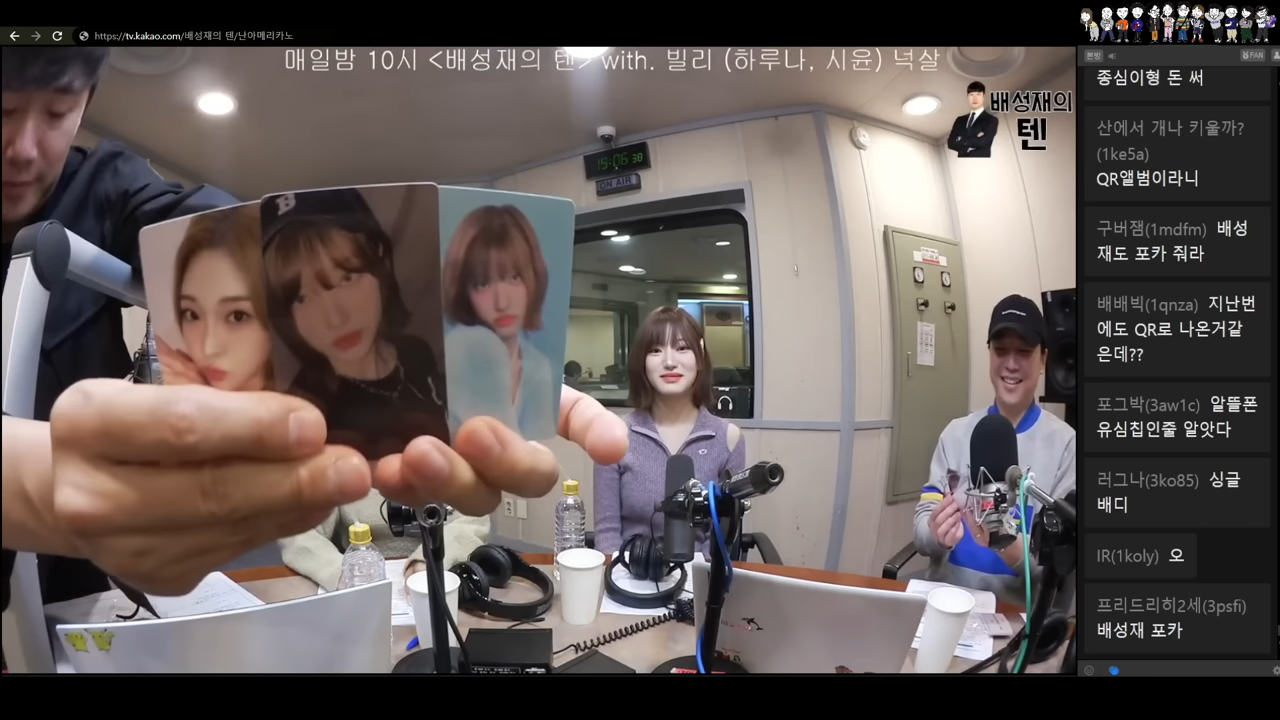 https://tv.kakao.com/배성재의 텐/난아메리카노
매일밤 10시 <배성재의 텐> with. 빌리 (하루나, 시윤) 넉살
배성재의
텐
15:06 38
ON AIR
B
본방
FAN
종심이형 돈 써
산에서 개나 키울까?
(1ke5a)
QR앨범이라니
구버잼(1mdfm) 배성
재도 포카 줘라
배배빅(1qnza) 지난번
에도 QR로 나온거같
은데??
포그박(3aw1c) 알뜰폰
유심칩인줄 알앗다
러그나(3ko85) 싱글
배디
IR(1koly) 오
프리드리히2세(3psfi)
배성재 포카